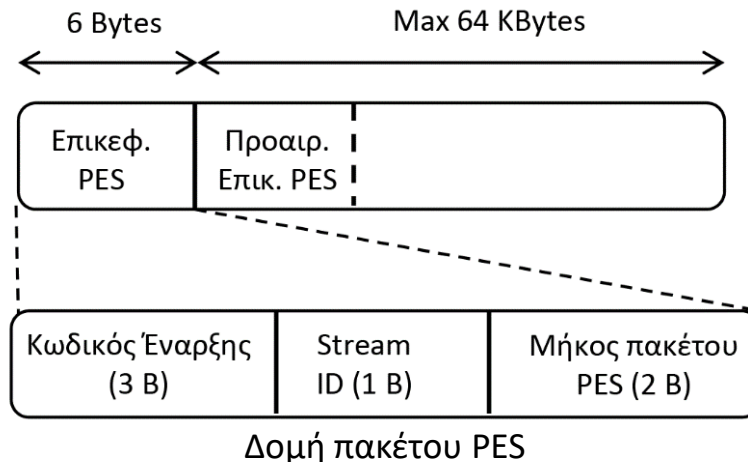 6 Bytes
Max 64 KBytes
Επικεφ.
PES
Προαιρ.
Επικ. PES
Κωδικός Έναρξης
(3 B)
Stream
ID (1 B)
Μήκος πακέτου
PES (2 B)
Δομή πακέτου PES